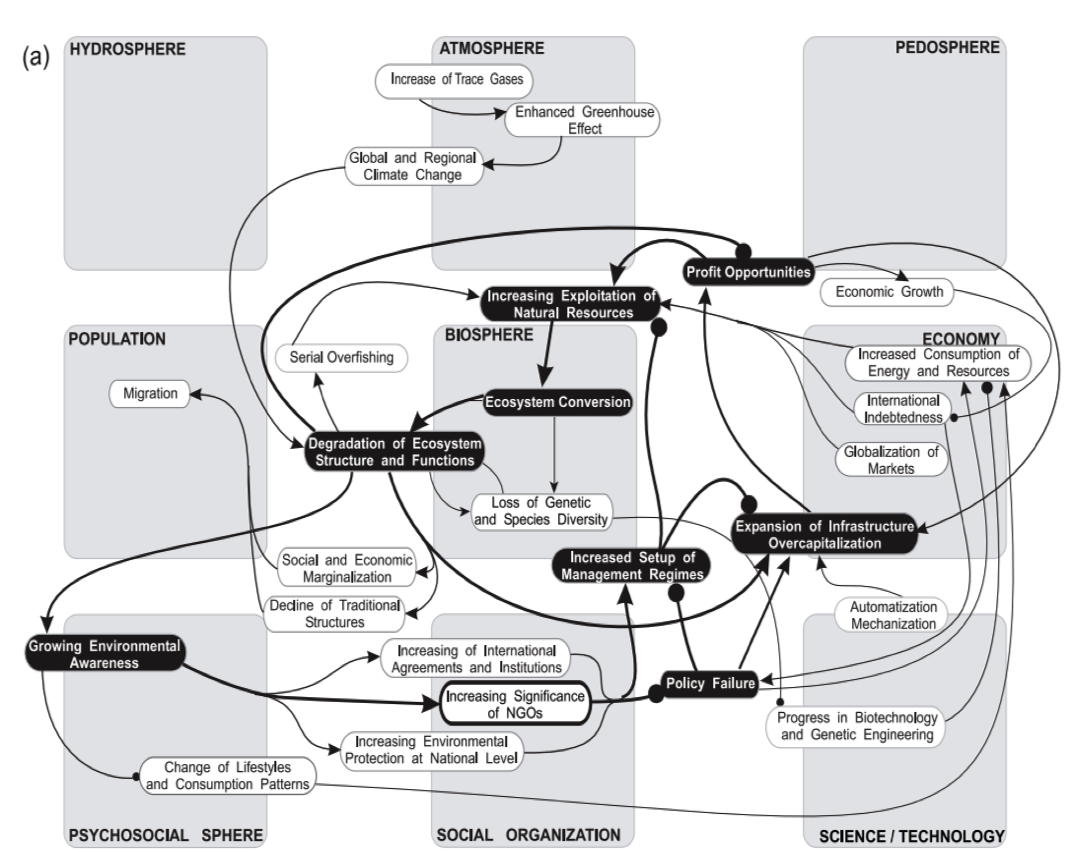 (a)
HYDROSPHERE
ATMOSPHERE
PEDOSPHERE
Increase of Trace Gases
Enhanced Greenhouse
Effect
Global and Regional
Climate Change
Profit Opportunities
Economic Growth
Increasing Exploitation of
Natural Resources
POPULATION
BIOSPHERE
ECONOMY
Serial Overfishing
Increased Consumption of
Energy and Resources
Migration
Ecosystem Conversion
International
Indebtedness
Degradation of Ecosystem
Structure and Functions
Globalization of
Markets
Loss of Genetic
and Species Diversity
Expansion of Infrastructure
Overcapitalization
Social and Economic
Marginalization
Increased Setup of
Management Regimes
Decline of Traditional
Structures
Automatization
Mechanization
Growing Environmental
Awareness
Increasing of International
Agreements and Institutions
Increasing Significance
of NGOs
Policy Failure
Progress in Biotechnology
and Genetic Engineering
Increasing Environmental
Protection at National Level
Change of Lifestyles
and Consumption Patterns
PSYCHOSOCIAL SPHERE
SOCIAL ORGANIZATION
SCIENCE / TECHNOLOGY